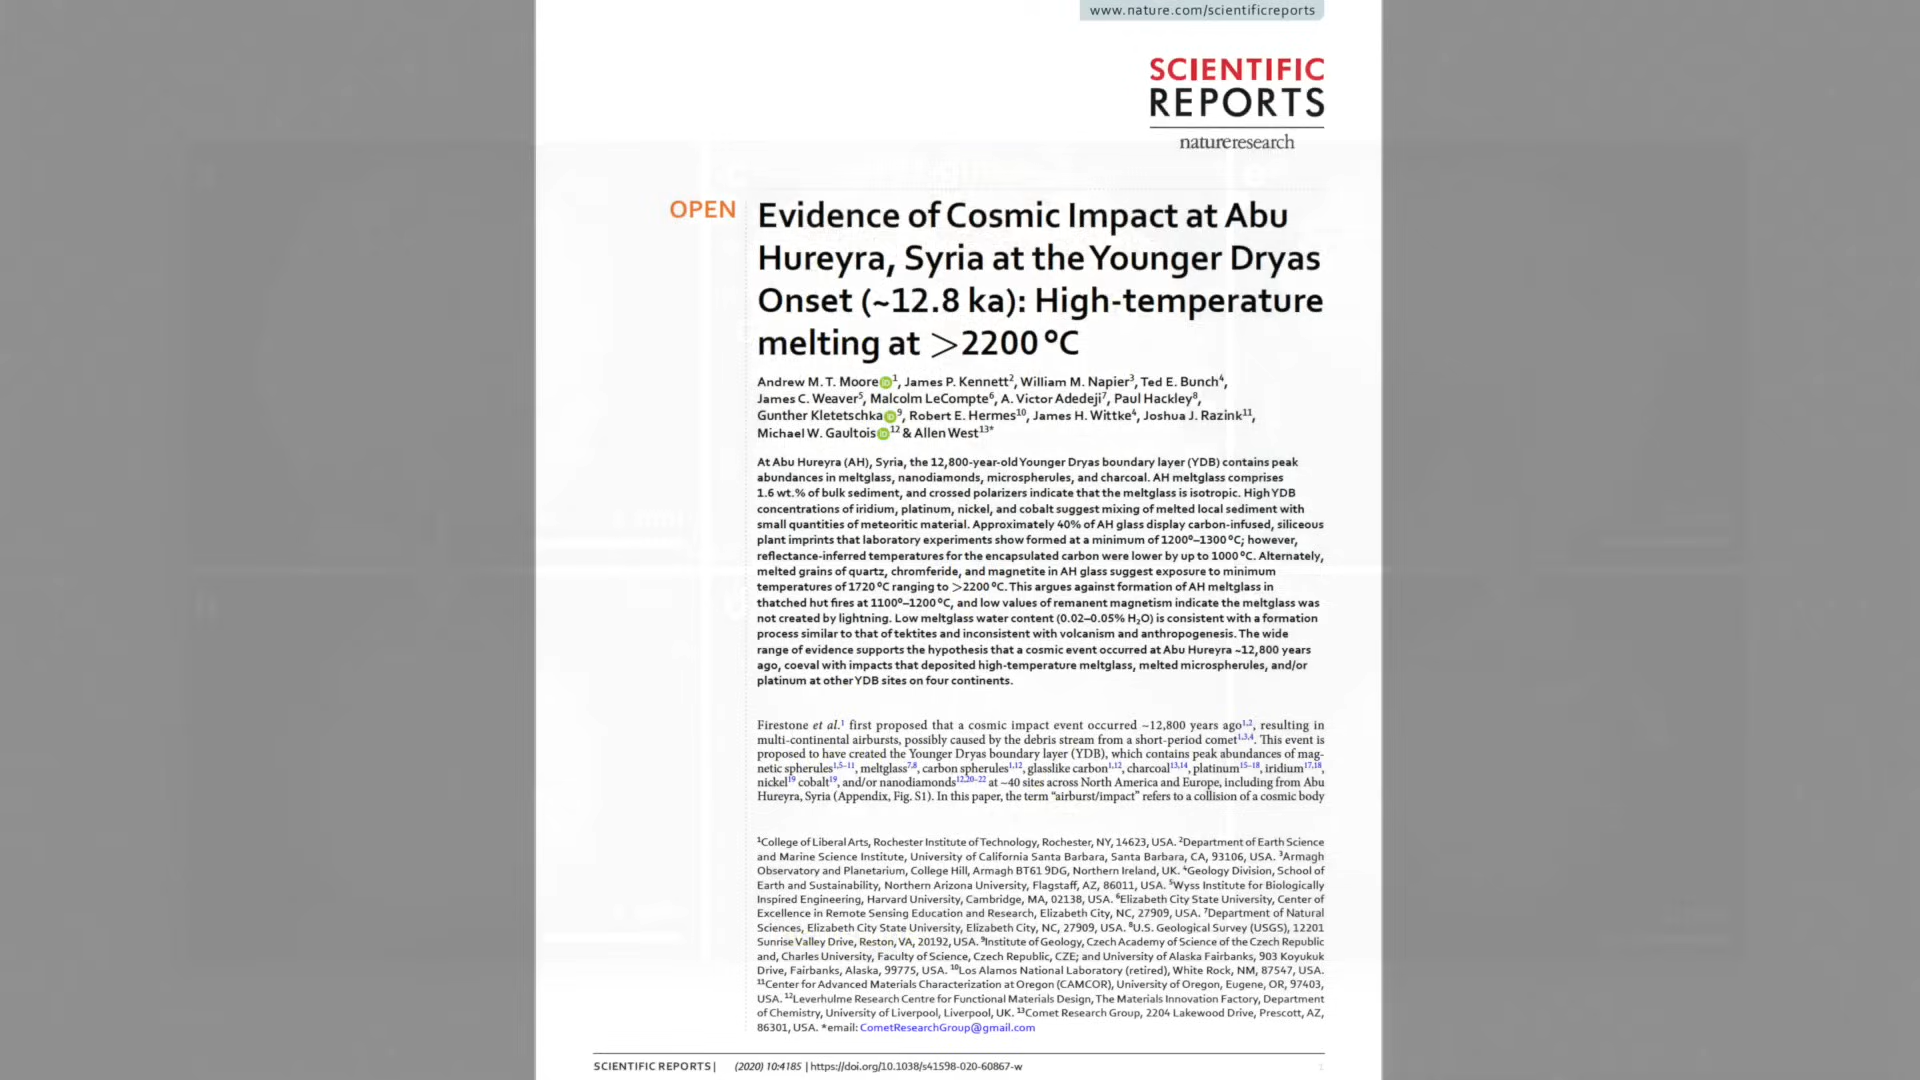 www.nature.com/scientificreports
SCIENTIFIC
REPORTS
natureresearch
OPEN
Evidence of Cosmic Impact at Abu
Hureyra, Syria at the Younger Dryas
Onset (~12.8 ka): High-temperature
melting at >2200 °C
Andrew M. T. Moore¹, James P. Kennett², William M. Napier³, Ted E. Bunch⁴,
James C. Weaver⁵, Malcolm LeCompte⁶, A. Victor Adedeji⁷, Paul Hackley⁸,
Gunther Kletetschka⁹, Robert E. Hermes¹⁰, James H. Wittke⁴, Joshua J. Razink¹¹,
Michael W. Gaultois¹² & Allen West¹³*
At Abu Hureyra (AH), Syria, the 12,800-year-old Younger Dryas boundary layer (YDB) contains peak
abundances in meltglass, nanodiamonds, microspherules, and charcoal. AH meltglass comprises
1.6 wt.% of bulk sediment, and crossed polarizers indicate that the meltglass is isotropic. High YDB
concentrations of iridium, platinum, nickel, and cobalt suggest mixing of melted local sediment with
small quantities of meteoritic material. Approximately 40% of AH glass display carbon-infused, siliceous
plant imprints that laboratory experiments show formed at a minimum of 1200°–1300 °C; however,
reflectance-inferred temperatures for the encapsulated carbon were lower by up to 1000 °C. Alternately,
melted grains of quartz, chromferide, and magnetite in AH glass suggest exposure to minimum
temperatures of 1720 °C ranging to >2200 °C. This argues against formation of AH meltglass in
thatched hut fires at 1100°–1200 °C, and low values of remanent magnetism indicate the meltglass was
not created by lightning. Low meltglass water content (0.02–0.05% H₂O) is consistent with a formation
process similar to that of tektites and inconsistent with volcanism and anthropogenesis. The wide
range of evidence supports the hypothesis that a cosmic event occurred at Abu Hureyra ~12,800 years
ago, coeval with impacts that deposited high-temperature meltglass, melted microspherules, and/or
platinum at other YDB sites on four continents.
Firestone et al.¹ first proposed that a cosmic impact event occurred ~12,800 years ago¹,², resulting in
multi-continental airbursts, possibly caused by the debris stream from a short-period comet¹,³,⁴. This event is
proposed to have created the Younger Dryas boundary layer (YDB), which contains peak abundances of mag-
netic spherules¹,⁵⁻¹¹, meltglass⁷,⁸, carbon spherules¹,¹², glasslike carbon¹,¹², charcoal¹³,¹⁴, platinum¹⁵⁻¹⁸, iridium¹⁷,¹⁸,
nickel¹⁹ cobalt¹⁹, and/or nanodiamonds¹²,²⁰⁻²² at ~40 sites across North America and Europe, including from Abu
Hureyra, Syria (Appendix, Fig. S1). In this paper, the term “airburst/impact” refers to a collision of a cosmic body
¹College of Liberal Arts, Rochester Institute of Technology, Rochester, NY, 14623, USA. ²Department of Earth Science
and Marine Science Institute, University of California Santa Barbara, Santa Barbara, CA, 93106, USA. ³Armagh
Observatory and Planetarium, College Hill, Armagh BT61 9DG, Northern Ireland, UK. ⁴Geology Division, School of
Earth and Sustainability, Northern Arizona University, Flagstaff, AZ, 86011, USA. ⁵Wyss Institute for Biologically
Inspired Engineering, Harvard University, Cambridge, MA, 02138, USA. ⁶Elizabeth City State University, Center of
Excellence in Remote Sensing Education and Research, Elizabeth City, NC, 27909, USA. ⁷Department of Natural
Sciences, Elizabeth City State University, Elizabeth City, NC, 27909, USA. ⁸U.S. Geological Survey (USGS), 12201
Sunrise Valley Drive, Reston, VA, 20192, USA. ⁹Institute of Geology, Czech Academy of Science of the Czech Republic
and, Charles University, Faculty of Science, Czech Republic, CZE; and University of Alaska Fairbanks, 903 Koyukuk
Drive, Fairbanks, Alaska, 99775, USA. ¹⁰Los Alamos National Laboratory (retired), White Rock, NM, 87547, USA.
¹¹Center for Advanced Materials Characterization at Oregon (CAMCOR), University of Oregon, Eugene, OR, 97403,
USA. ¹²Leverhulme Research Centre for Functional Materials Design, The Materials Innovation Factory, Department
of Chemistry, University of Liverpool, Liverpool, UK. ¹³Comet Research Group, 2204 Lakewood Drive, Prescott, AZ,
86301, USA. *email: CometResearchGroup@gmail.com
SCIENTIFIC REPORTS | (2020) 10:4185 | https://doi.org/10.1038/s41598-020-60867-w 1